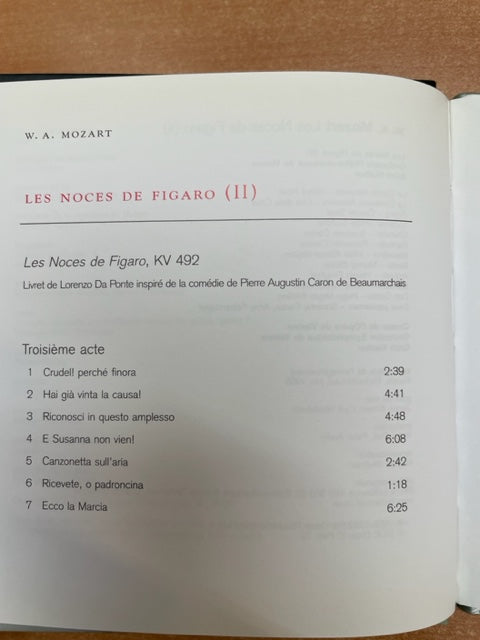 W. A. MOZART
LES NOCES DE FIGARO (II)
Les Noces de Figaro, KV 492
Livret de Lorenzo Da Ponte inspiré de la comédie de Pierre Augustin Caron de Beaumarchais
Troisième acte
1 Crudel! perché finora 2:39
2 Hai già vinta la causa! 4:41
3 Riconosci in questo amplesso 4:48
4 E Susanna non vien! 6:08
5 Canzonetta sull'aria 2:42
6 Ricevete, o padroncina 1:18
7 Ecco la Marcia 6:25